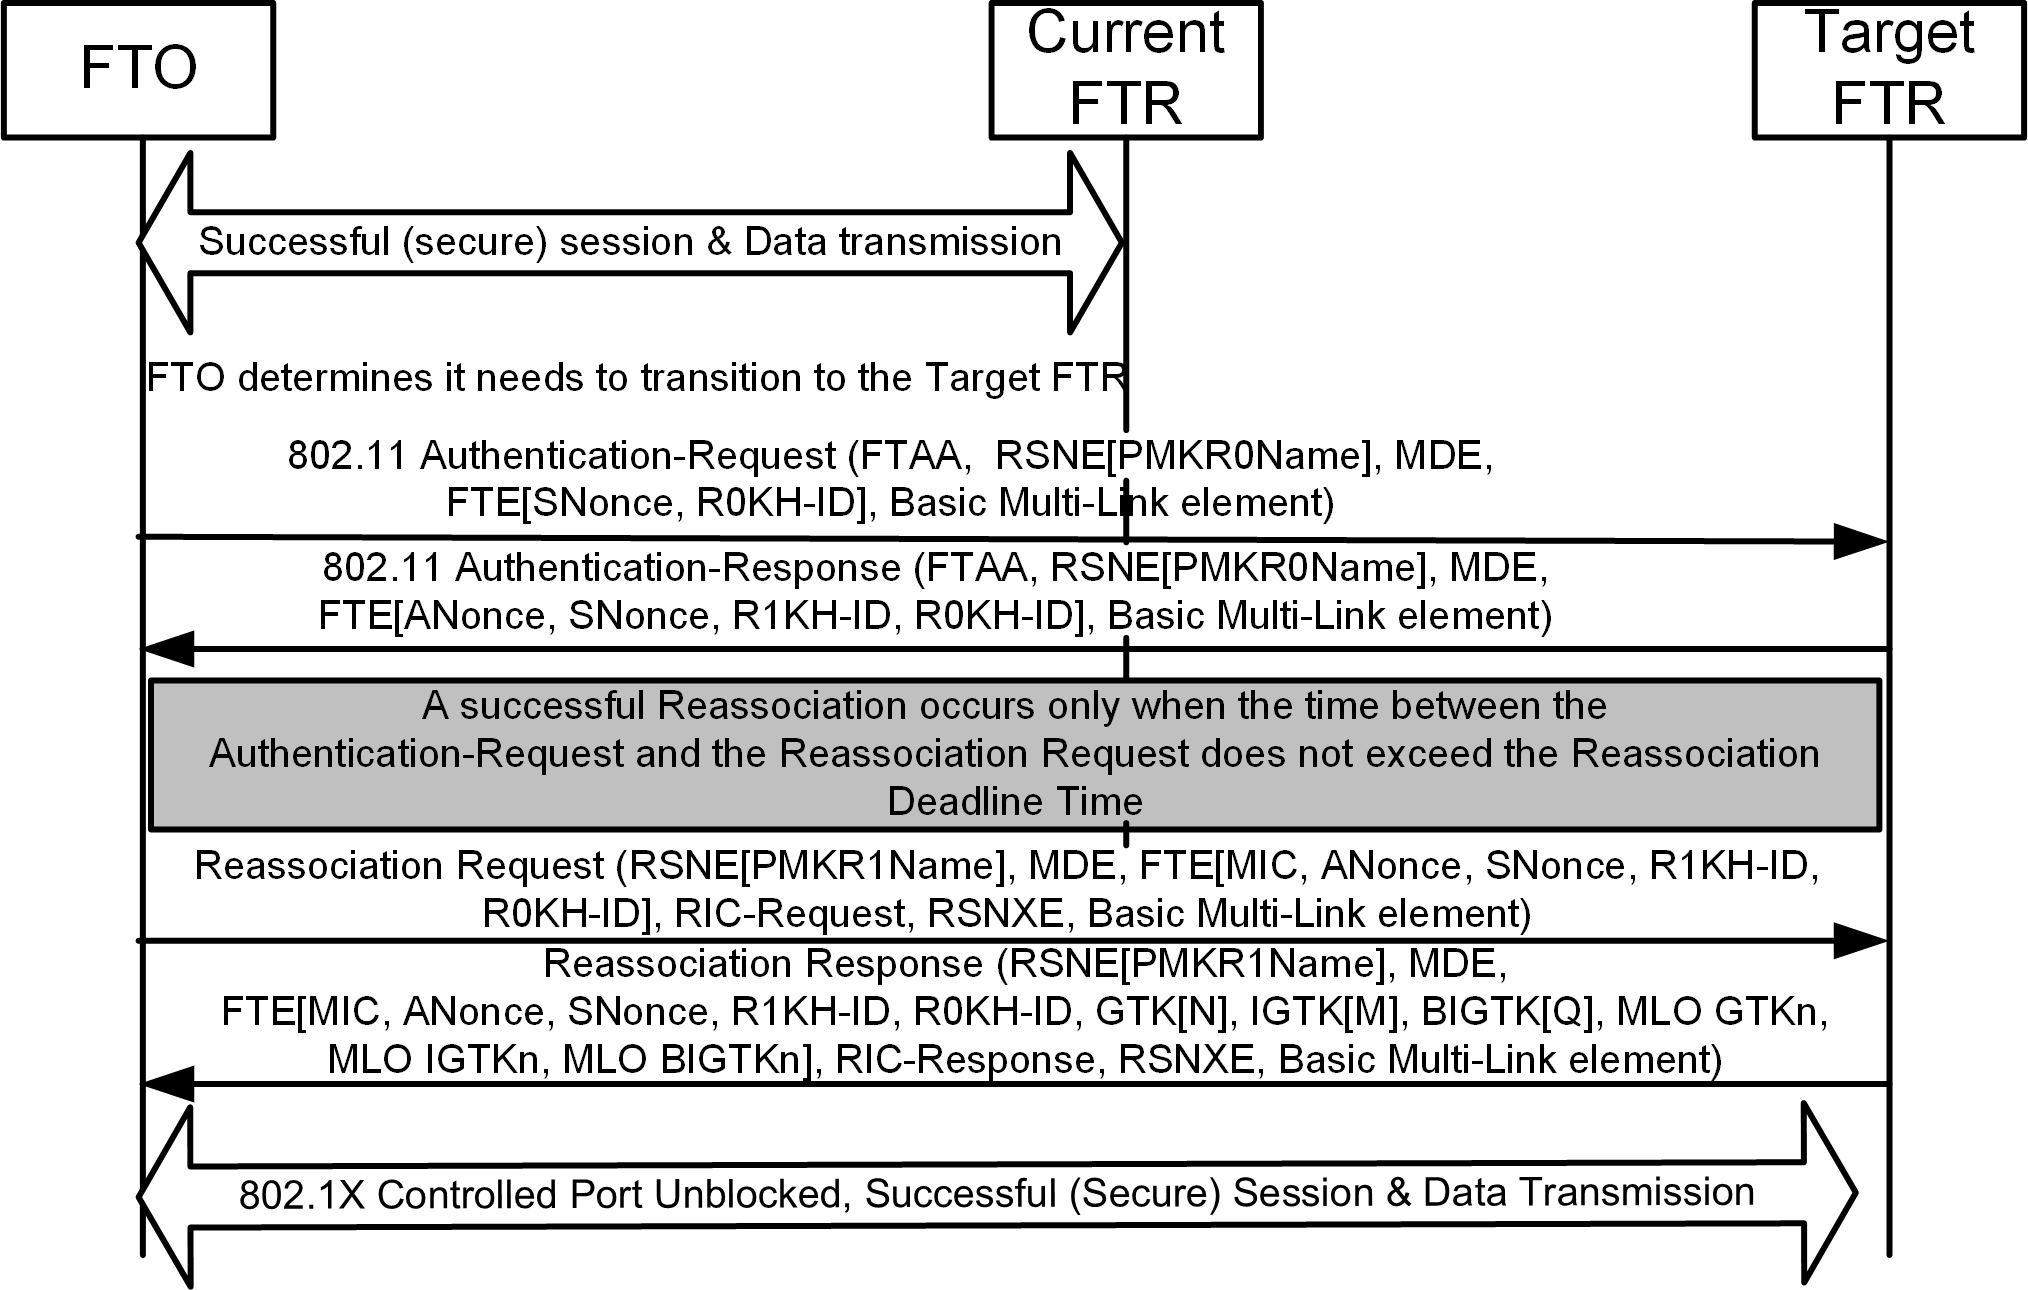 FTO
Current
FTR
Target
FTR
Successful (secure) session & Data transmission
FTO determines it needs to transition to the Target FTR
802.11 Authentication-Request (FTAA, RSNE[PMKR0Name], MDE,
FTE[SNonce, R0KH-ID], Basic Multi-Link element)
802.11 Authentication-Response (FTAA, RSNE[PMKR0Name], MDE,
FTE[ANonce, SNonce, R1KH-ID, R0KH-ID], Basic Multi-Link element)
A successful Reassociation occurs only when the time between the
Authentication-Request and the Reassociation Request does not exceed the Reassociation
Deadline Time
Reassociation Request (RSNE[PMKR1Name], MDE, FTE[MIC, ANonce, SNonce, R1KH-ID,
R0KH-ID], RIC-Request, RSNXE, Basic Multi-Link element)
Reassociation Response (RSNE[PMKR1Name], MDE,
FTE[MIC, ANonce, SNonce, R1KH-ID, R0KH-ID, GTK[N], IGTK[M], BIGTK[Q], MLO GTKn,
MLO IGTKn, MLO BIGTKn], RIC-Response, RSNXE, Basic Multi-Link element)
802.1X Controlled Port Unblocked, Successful (Secure) Session & Data Transmission